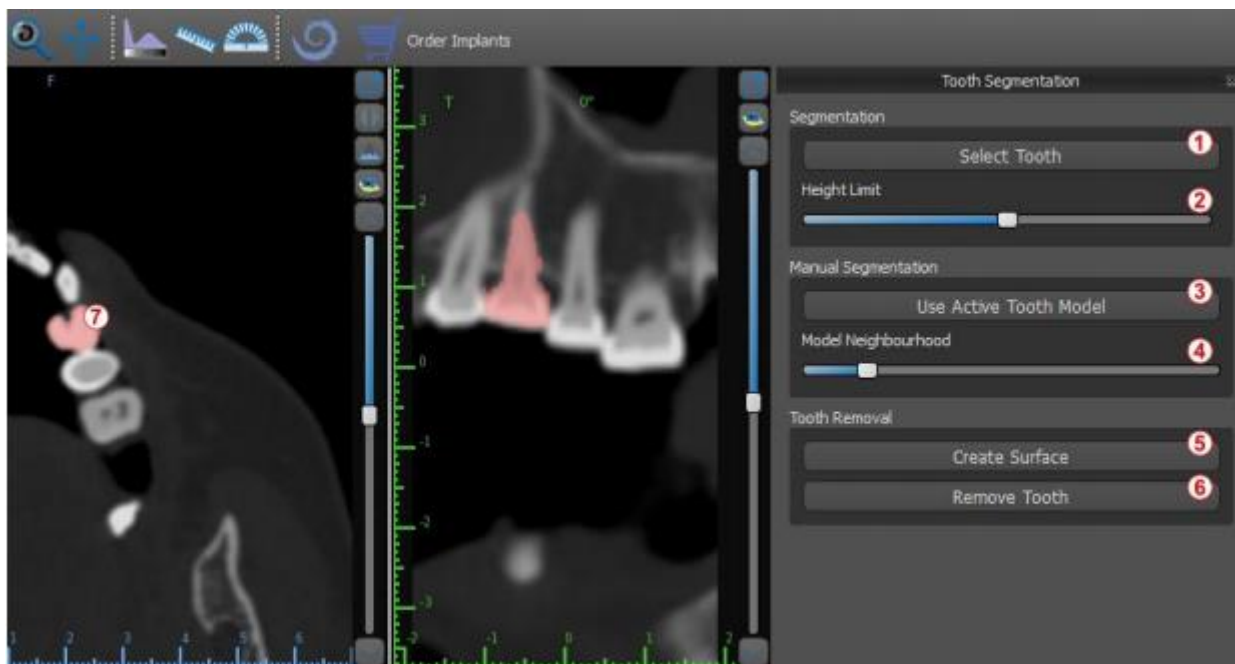 Order Implants
F
T 0°
3
2
1
0
-1
-2
-3
1 2 3 4 5 6
-2 -1 0 1 2
7
Tooth Segmentation
Segmentation
Select Tooth 1
Height Limit 2
Manual Segmentation
Use Active Tooth Model 3
Model Neighbourhood 4
Tooth Removal
Create Surface 5
Remove Tooth 6